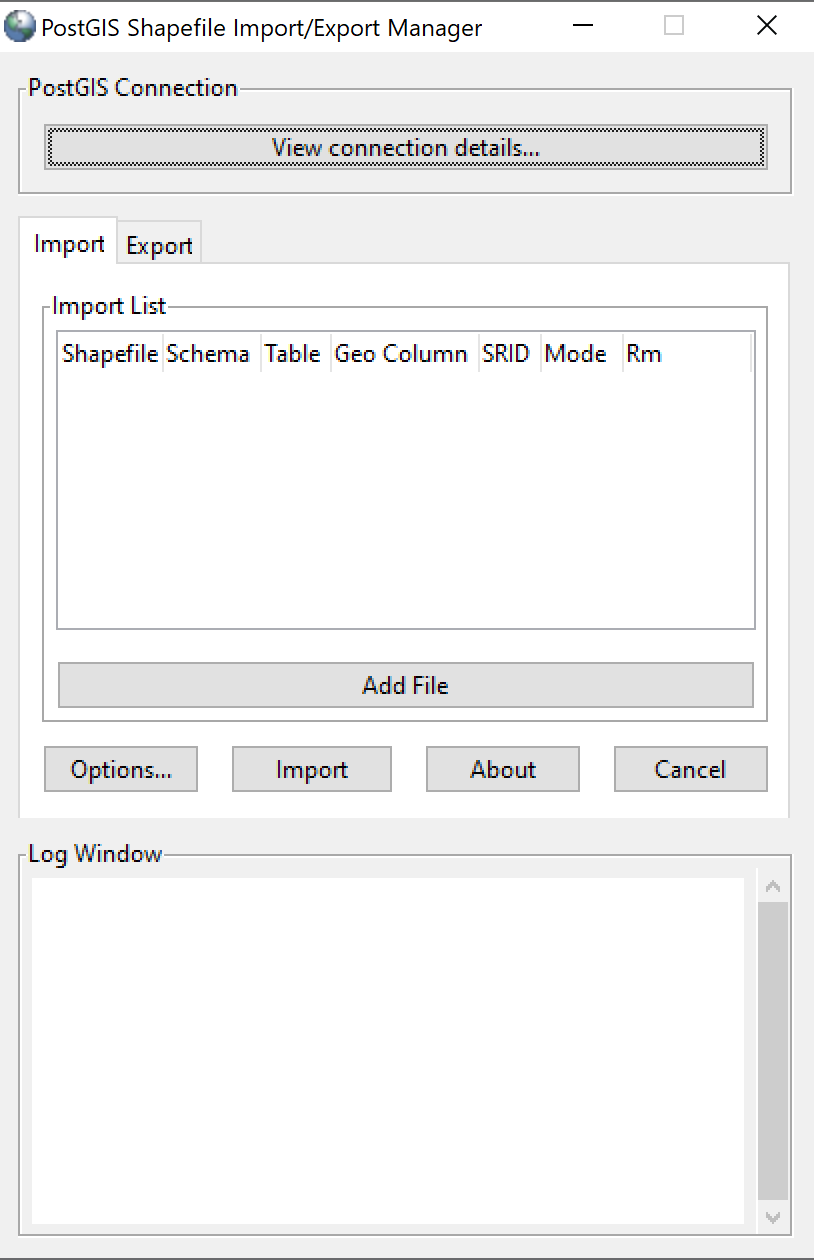 PostGIS Shapefile Import/Export Manager
PostGIS Connection
View connection details...
Import Export
Import List
Shapefile Schema Table Geo Column SRID Mode Rm
Add File
Options... Import About Cancel
Log Window